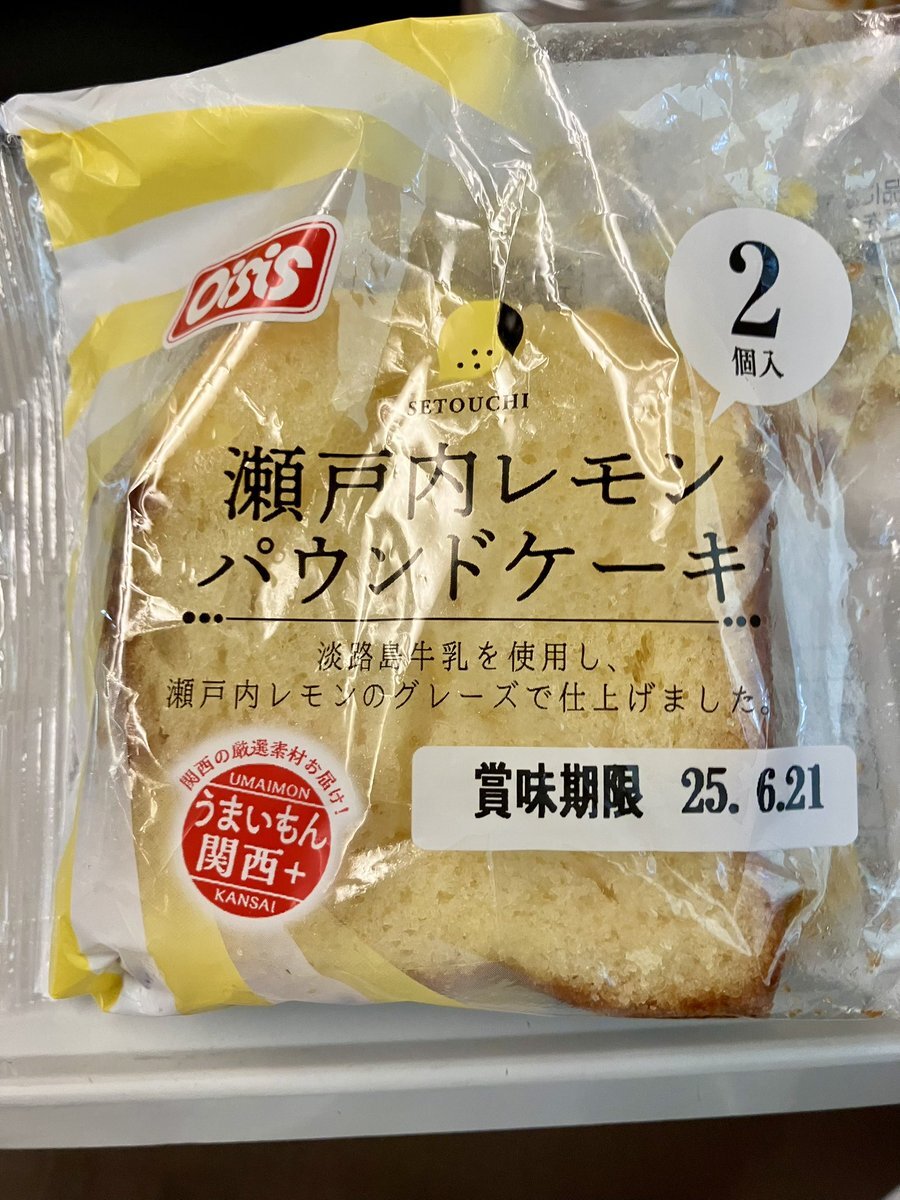 Oisis
2
個入
SETOUCHI
瀬戸内レモン
パウンドケーキ
淡路島牛乳を使用し、
瀬戸内レモンのグレーズで仕上げました。
関西の厳選素材お届け!
UMAIMON
うまいもん
関西+
KANSAI
賞味期限 25. 6.21